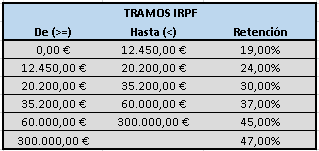 TRAMOS IRPF
De (>=) Hasta (<) Retención
0,00 € 12.450,00 € 19,00%
12.450,00 € 20.200,00 € 24,00%
20.200,00 € 35.200,00 € 30,00%
35.200,00 € 60.000,00 € 37,00%
60.000,00 € 300.000,00 € 45,00%
300.000,00 € 47,00%